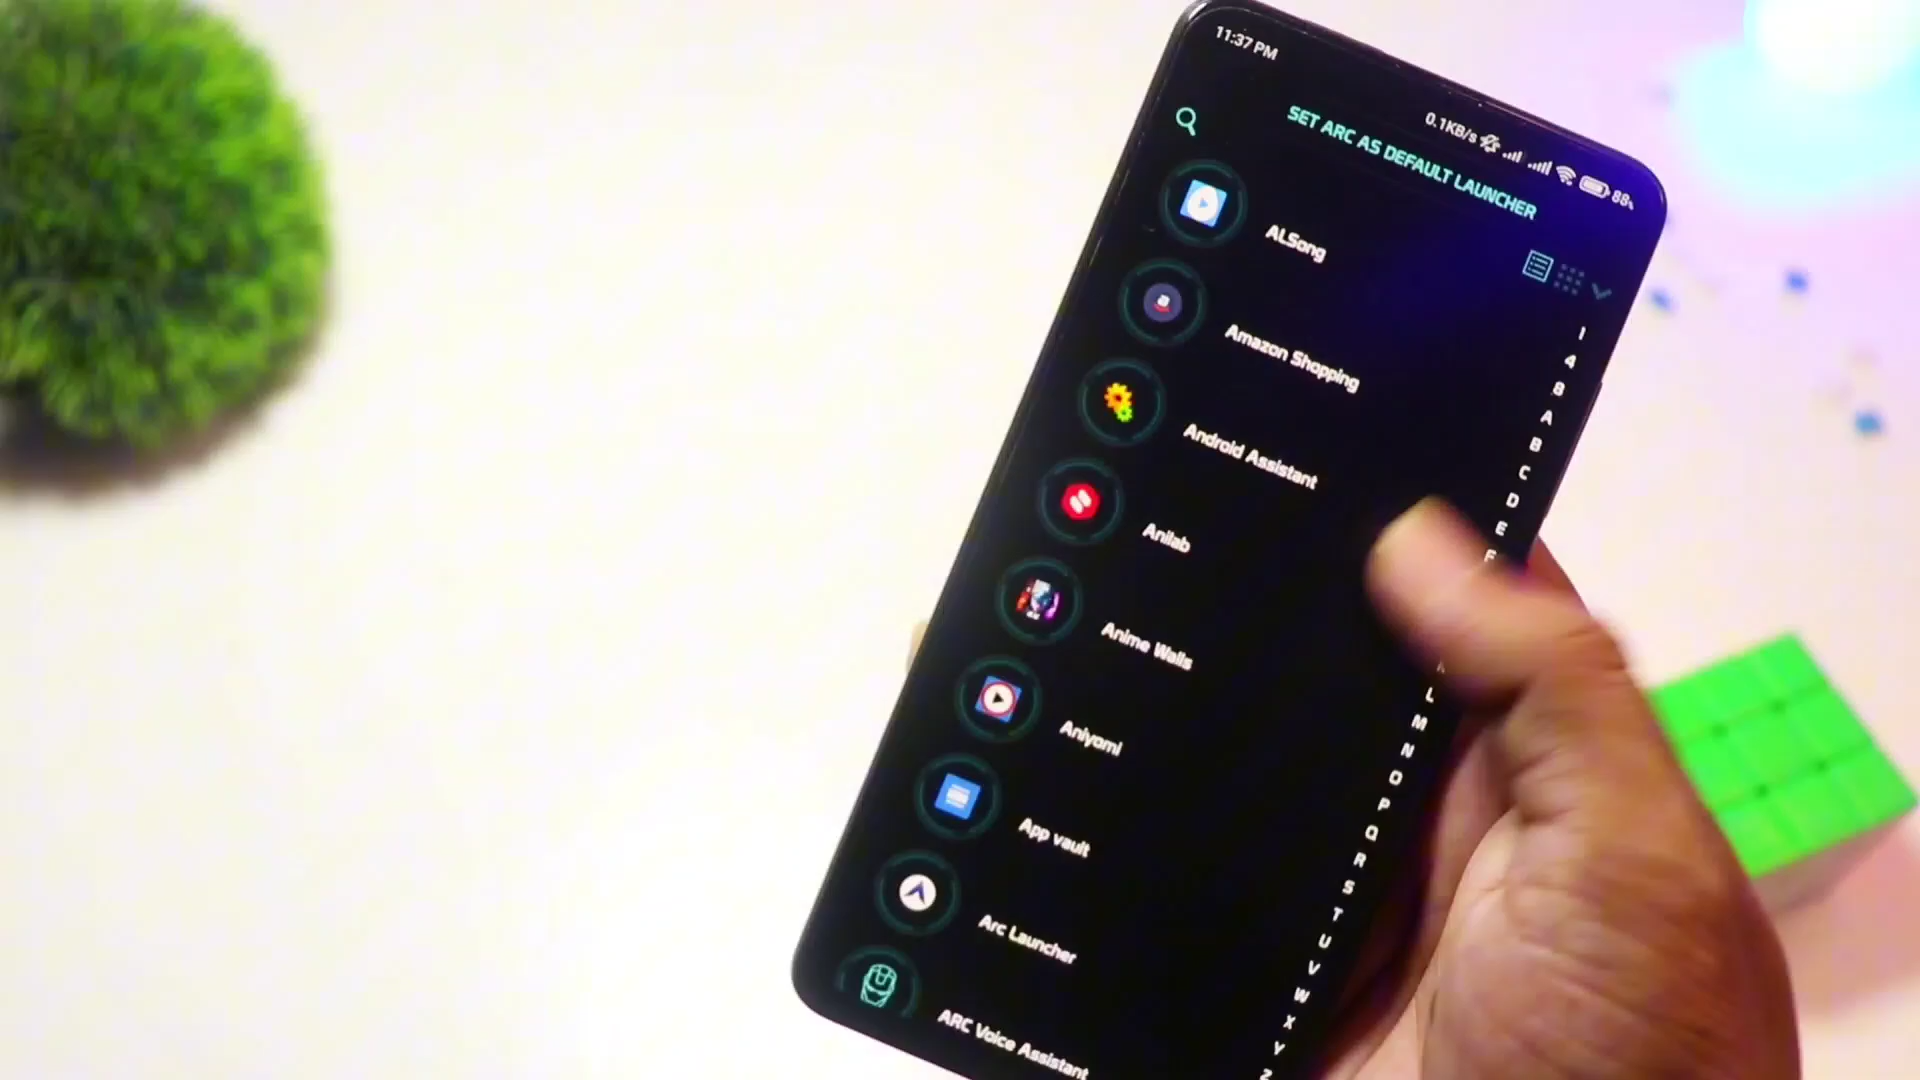 11:37 PM
0.1KB/s
88%
SET ARC AS DEFAULT LAUNCHER
ALSong
Amazon Shopping
Android Assistant
Anilab
Anime Walls
Aniyomi
App vault
Arc Launcher
ARC Voice Assistant
1
4
8
A
B
C
D
E
F
L
M
N
O
P
Q
R
S
T
U
V
W
X
Y
Z